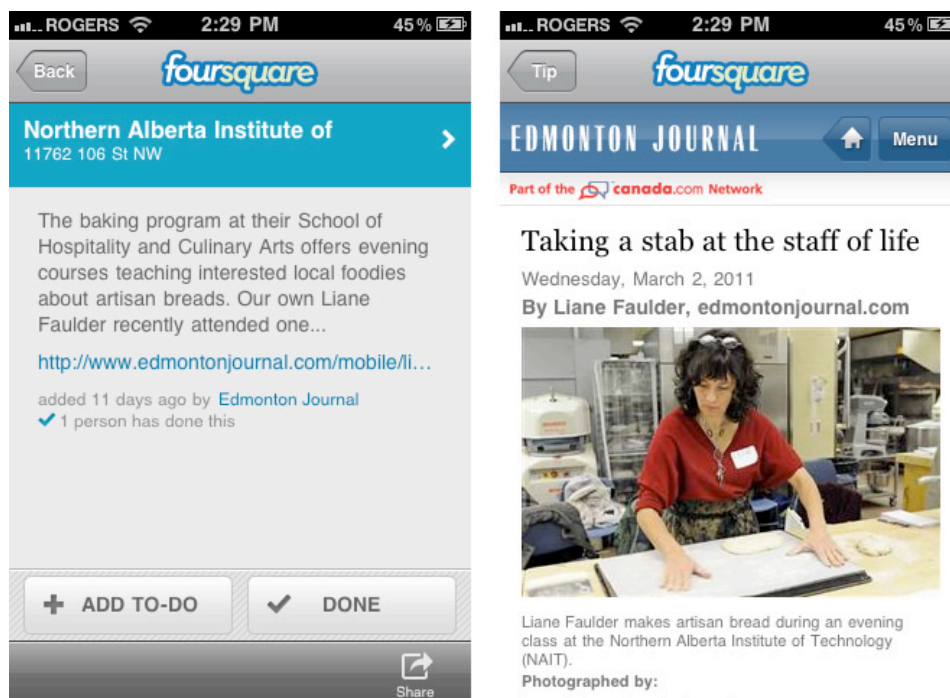 ROGERS 2:29 PM 45%
Back foursquare
Northern Alberta Institute of
11762 106 St NW
The baking program at their School of
Hospitality and Culinary Arts offers evening
courses teaching interested local foodies
about artisan breads. Our own Liane
Faulder recently attended one...
http://www.edmontonjournal.com/mobile/li...
added 11 days ago by Edmonton Journal
1 person has done this
ADD TO-DO DONE
Share
ROGERS 2:29 PM 45%
Tip foursquare
EDMONTON JOURNAL Menu
Part of the canada.com Network
Taking a stab at the staff of life
Wednesday, March 2, 2011
By Liane Faulder, edmontonjournal.com
Liane Faulder makes artisan bread during an evening
class at the Northern Alberta Institute of Technology
(NAIT).
Photographed by: